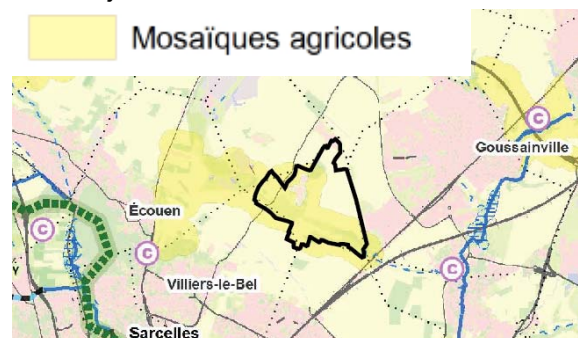 Mosaïques agricoles
C
Goussainville
Écouen
C
C
C
Villiers-le-Bel
Sarcelles